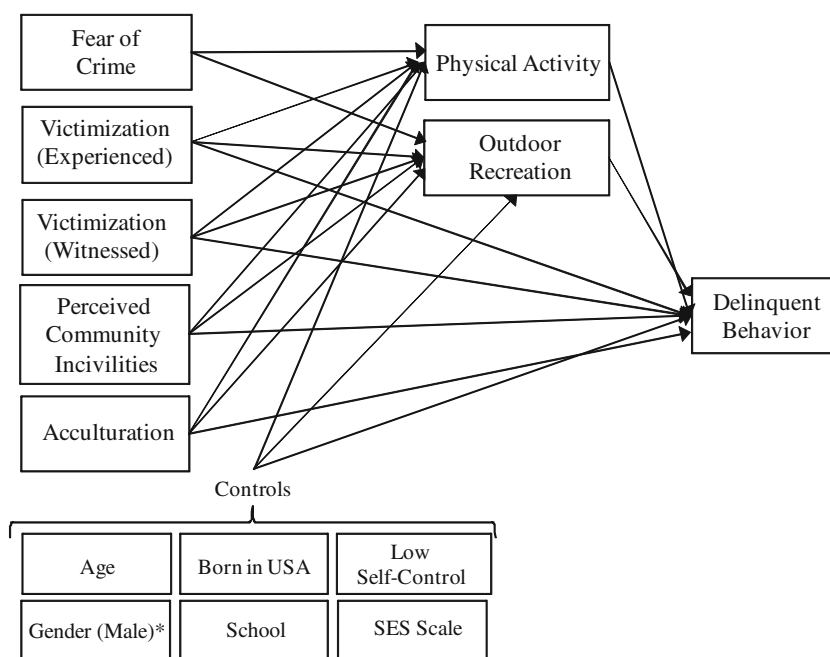 Fear of
Crime
Physical Activity
Victimization
(Experienced)
Outdoor
Recreation
Victimization
(Witnessed)
Perceived
Community
Incivilities
Delinquent
Behavior
Acculturation
Controls
Age
Born in USA
Low
Self-Control
Gender (Male)*
School
SES Scale